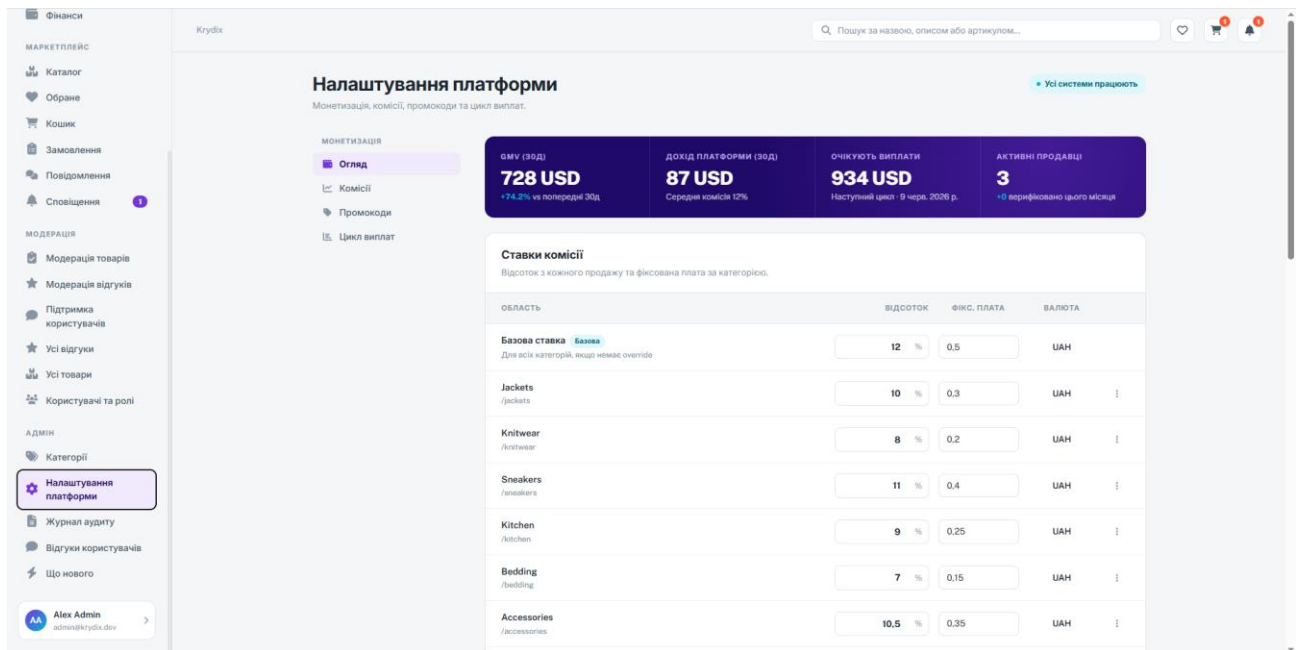 Фінанси
МАРКЕТПЛЕЙС
Каталог
Обране
Кошик
Замовлення
Повідомлення
Сповіщення 1
МОДЕРАЦІЯ
Модерація товарів
Модерація відгуків
Підтримка
користувачів
Усі відгуки
Усі товари
Користувачі та ролі
АДМІН
Категорії
Налаштування
платформи
Журнал аудиту
Відгуки користувачів
Що нового
AA
Alex Admin
admin@krydix.dev
Krydix
Пошук за назвою, описом або артикулом...
1
1
Налаштування платформи
Монетизація, комісії, промокоди та цикл виплат.
Усі системи працюють
МОНЕТИЗАЦІЯ
Огляд
Комісії
Промокоди
Цикл виплат
GMV (30Д)
728 USD
+74.2% vs попередні 30д
ДОХІД ПЛАТФОРМИ (30Д)
87 USD
Середня комісія 12%
ОЧІКУЮТЬ ВИПЛАТИ
934 USD
Наступний цикл · 9 черв. 2026 р.
АКТИВНІ ПРОДАВЦІ
3
+0 верифіковано цього місяця
Ставки комісії
Відсоток з кожного продажу та фіксована плата за категорією.
ОБЛАСТЬ ВІДСОТОК ФІКС. ПЛАТА ВАЛЮТА
Базова ставка Базова
Для всіх категорій, якщо немає override
12 % 0,5 UAH
Jackets
/jackets
10 % 0,3 UAH
Knitwear
/knitwear
8 % 0,2 UAH
Sneakers
/sneakers
11 % 0,4 UAH
Kitchen
/kitchen
9 % 0,25 UAH
Bedding
/bedding
7 % 0,15 UAH
Accessories
/accessories
10,5 % 0,35 UAH